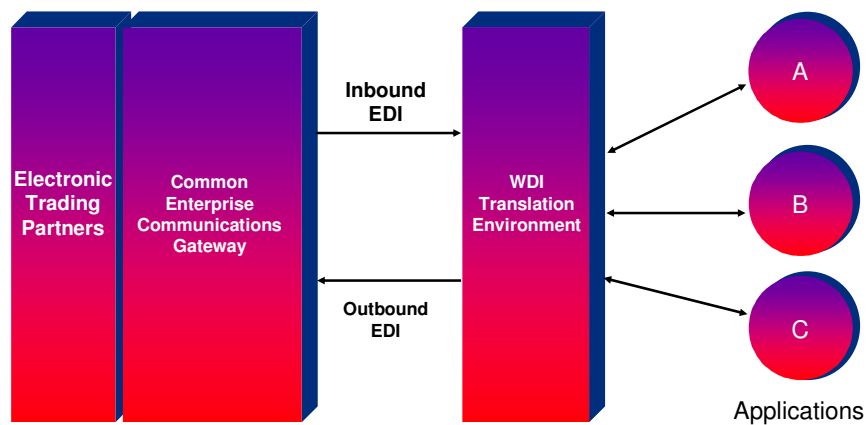 Electronic
Trading
Partners
Common
Enterprise
Communications
Gateway
Inbound
EDI
Outbound
EDI
WDI
Translation
Environment
A
B
C
Applications